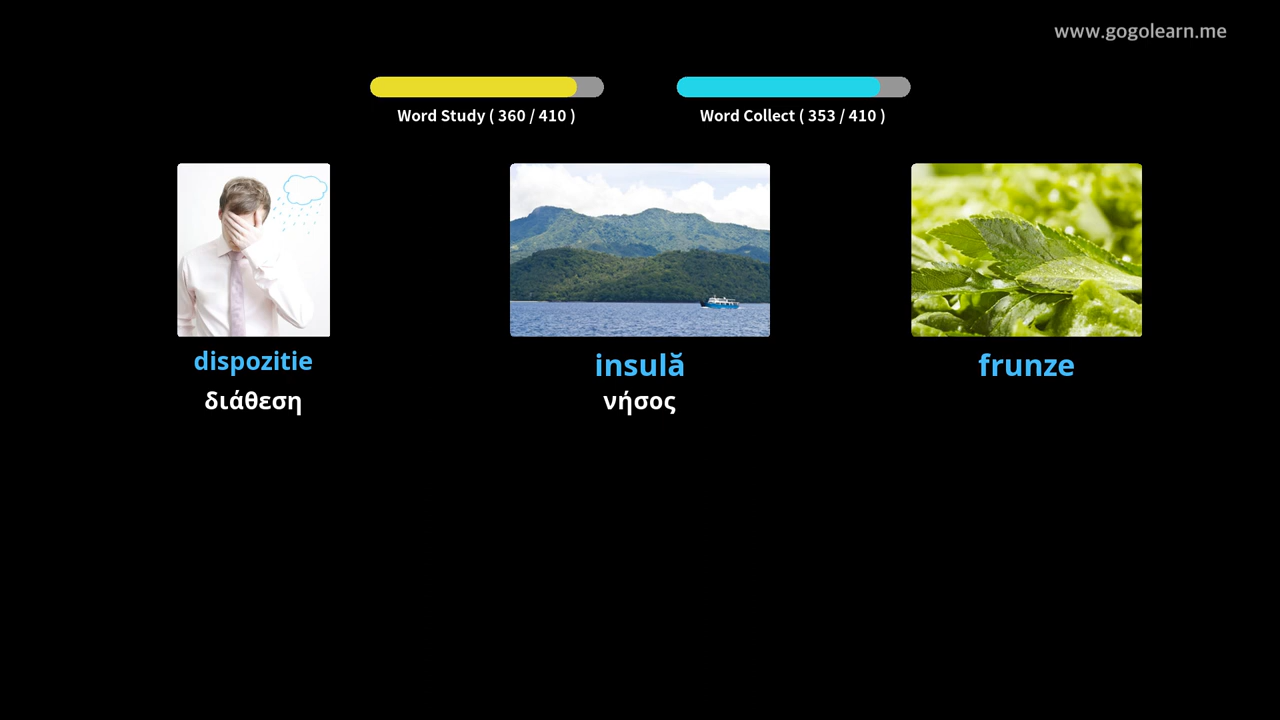 www.gogolearn.me
Word Study ( 360 / 410 )
Word Collect ( 353 / 410 )
dispozitie
insulă
frunze
διάθεση
νήσος